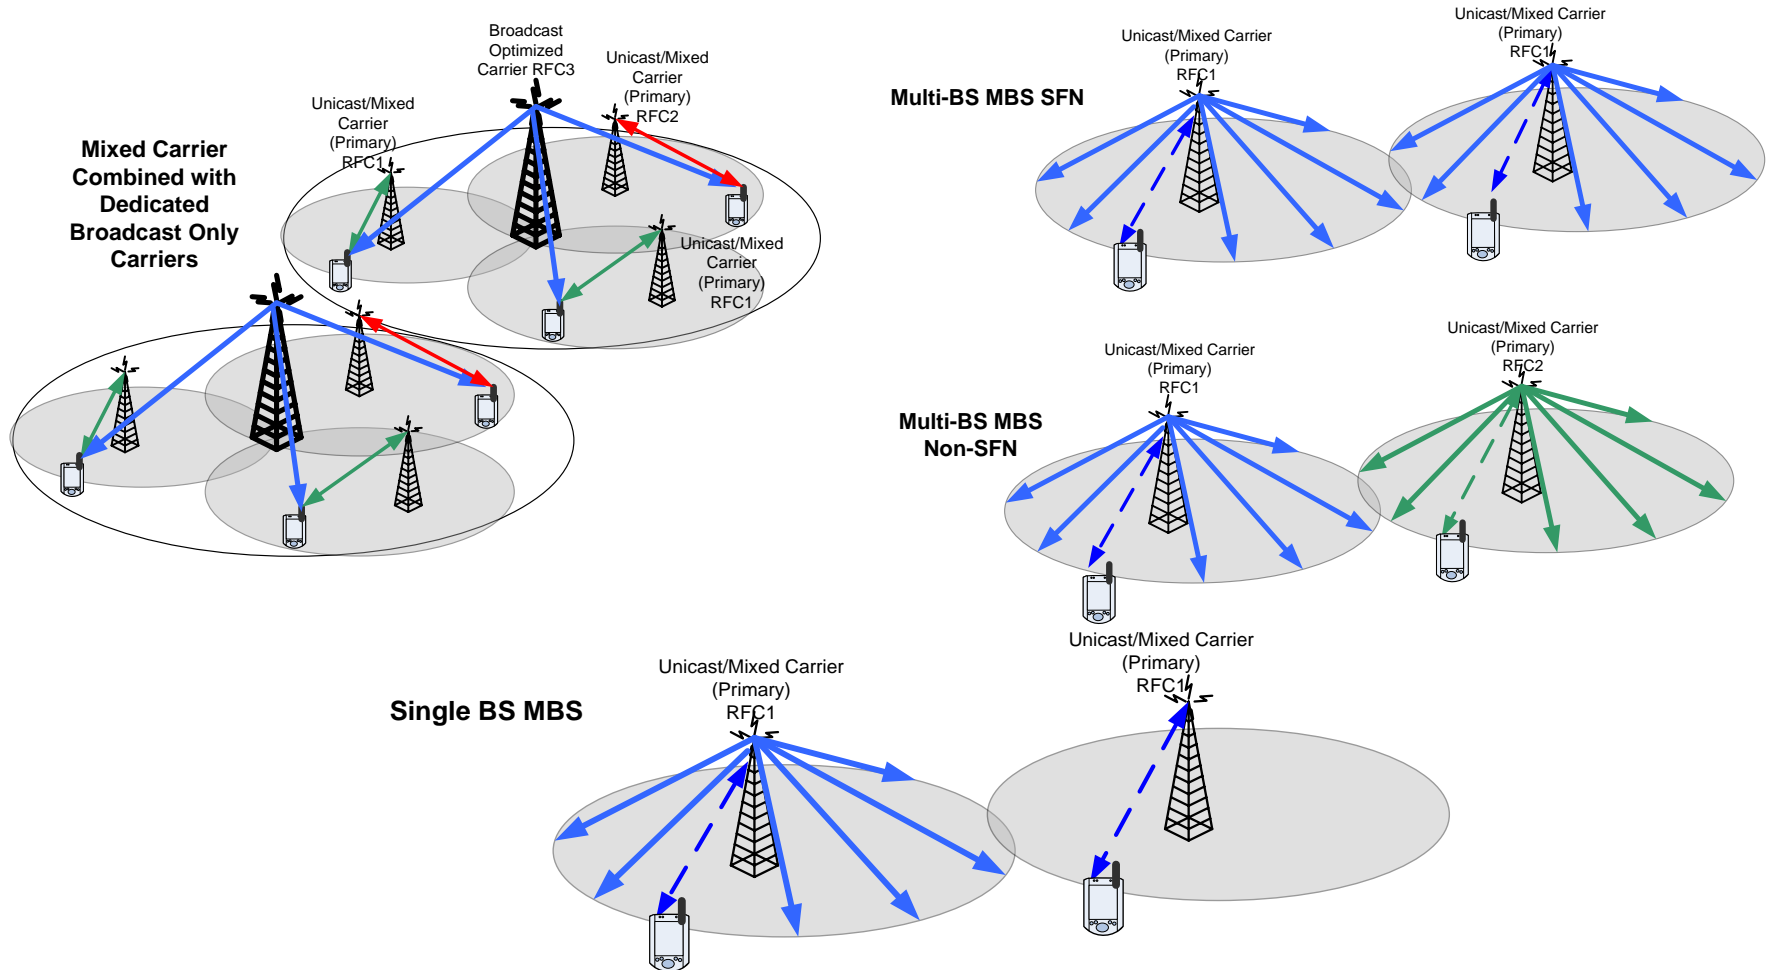 Mixed Carrier
Combined with
Dedicated
Broadcast Only
Carriers
Broadcast
Optimized
Carrier RFC3
Unicast/Mixed
Carrier
(Primary)
RFC1
Unicast/Mixed
Carrier
(Primary)
RFC2
Unicast/Mixed
Carrier
(Primary)
RFC1
Multi-BS MBS SFN
Unicast/Mixed Carrier
(Primary)
RFC1
Unicast/Mixed Carrier
(Primary)
RFC1
Multi-BS MBS
Non-SFN
Unicast/Mixed Carrier
(Primary)
RFC1
Unicast/Mixed Carrier
(Primary)
RFC2
Single BS MBS
Unicast/Mixed Carrier
(Primary)
RFC1
Unicast/Mixed Carrier
(Primary)
RFC1